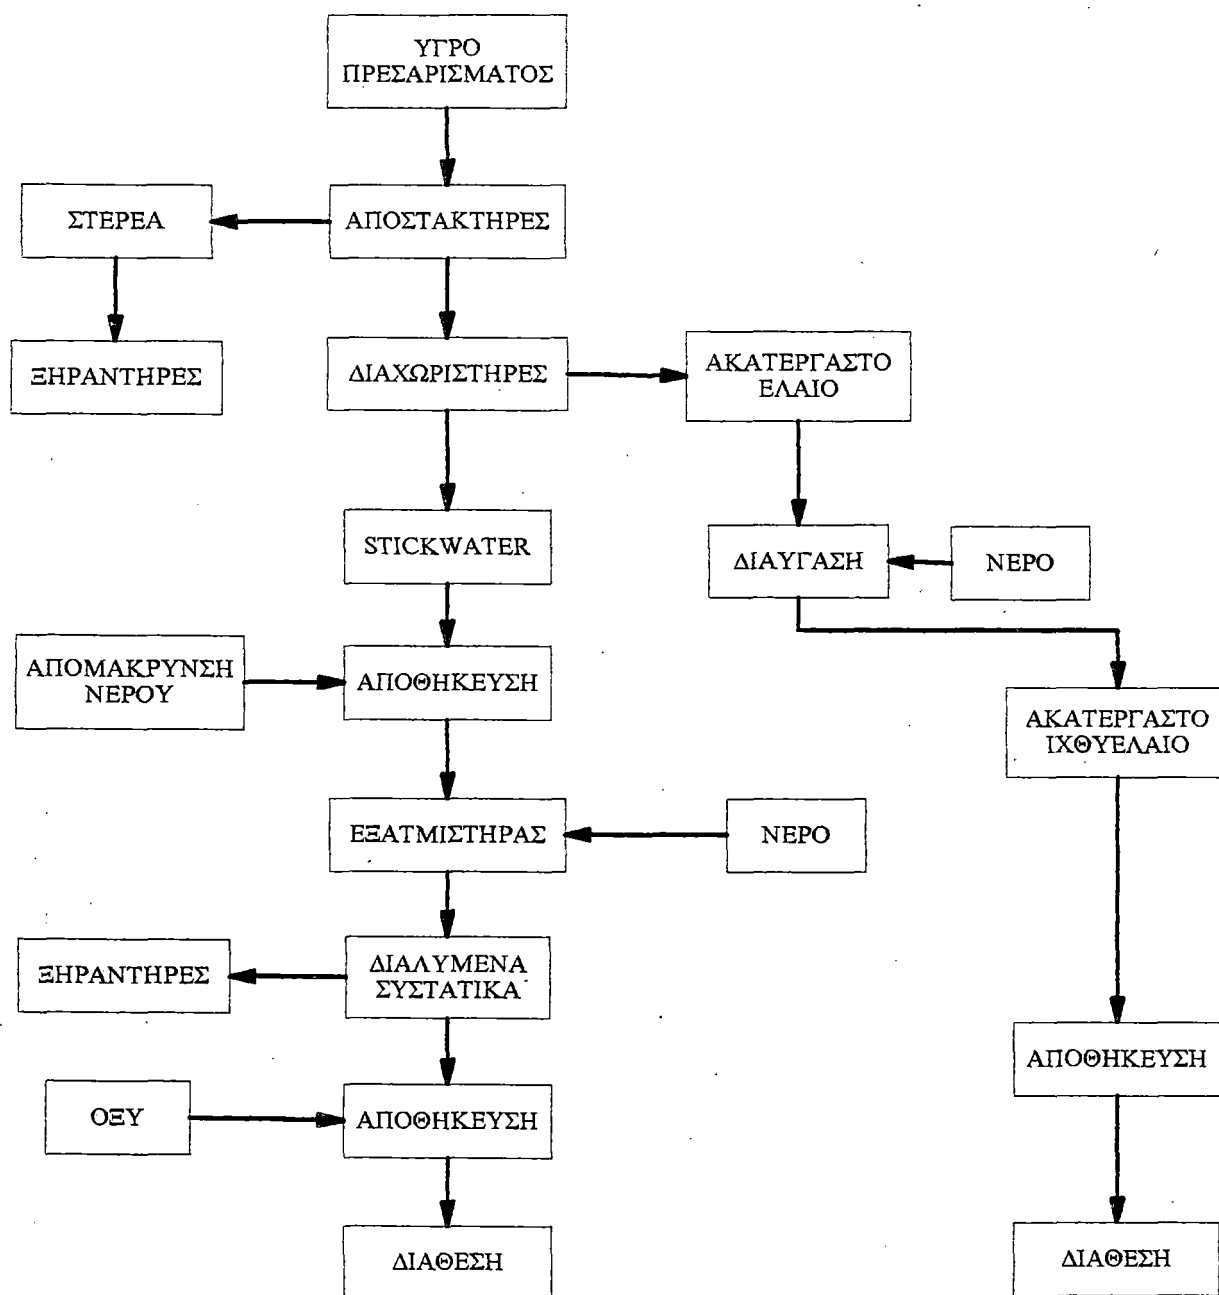 ΥΓΡΟ
ΠΡΕΣΑΡΙΣΜΑΤΟΣ
ΣΤΕΡΕΑ
ΑΠΟΣΤΑΚΤΗΡΕΣ
ΞΗΡΑΝΤΗΡΕΣ
ΔΙΑΧΩΡΙΣΤΗΡΕΣ
ΑΚΑΤΕΡΓΑΣΤΟ
ΕΛΑΙΟ
STICKWATER
ΔΙΑΥΓΑΣΗ
ΝΕΡΟ
ΑΠΟΜΑΚΡΥΝΣΗ
ΝΕΡΟΥ
ΑΠΟΘΗΚΕΥΣΗ
ΑΚΑΤΕΡΓΑΣΤΟ
ΙΧΘΥΕΛΑΙΟ
ΕΞΑΤΜΙΣΤΗΡΑΣ
ΝΕΡΟ
ΞΗΡΑΝΤΗΡΕΣ
ΔΙΑΛΥΜΕΝΑ
ΣΥΣΤΑΤΙΚΑ
ΑΠΟΘΗΚΕΥΣΗ
ΟΞΥ
ΑΠΟΘΗΚΕΥΣΗ
ΔΙΑΘΕΣΗ
ΔΙΑΘΕΣΗ